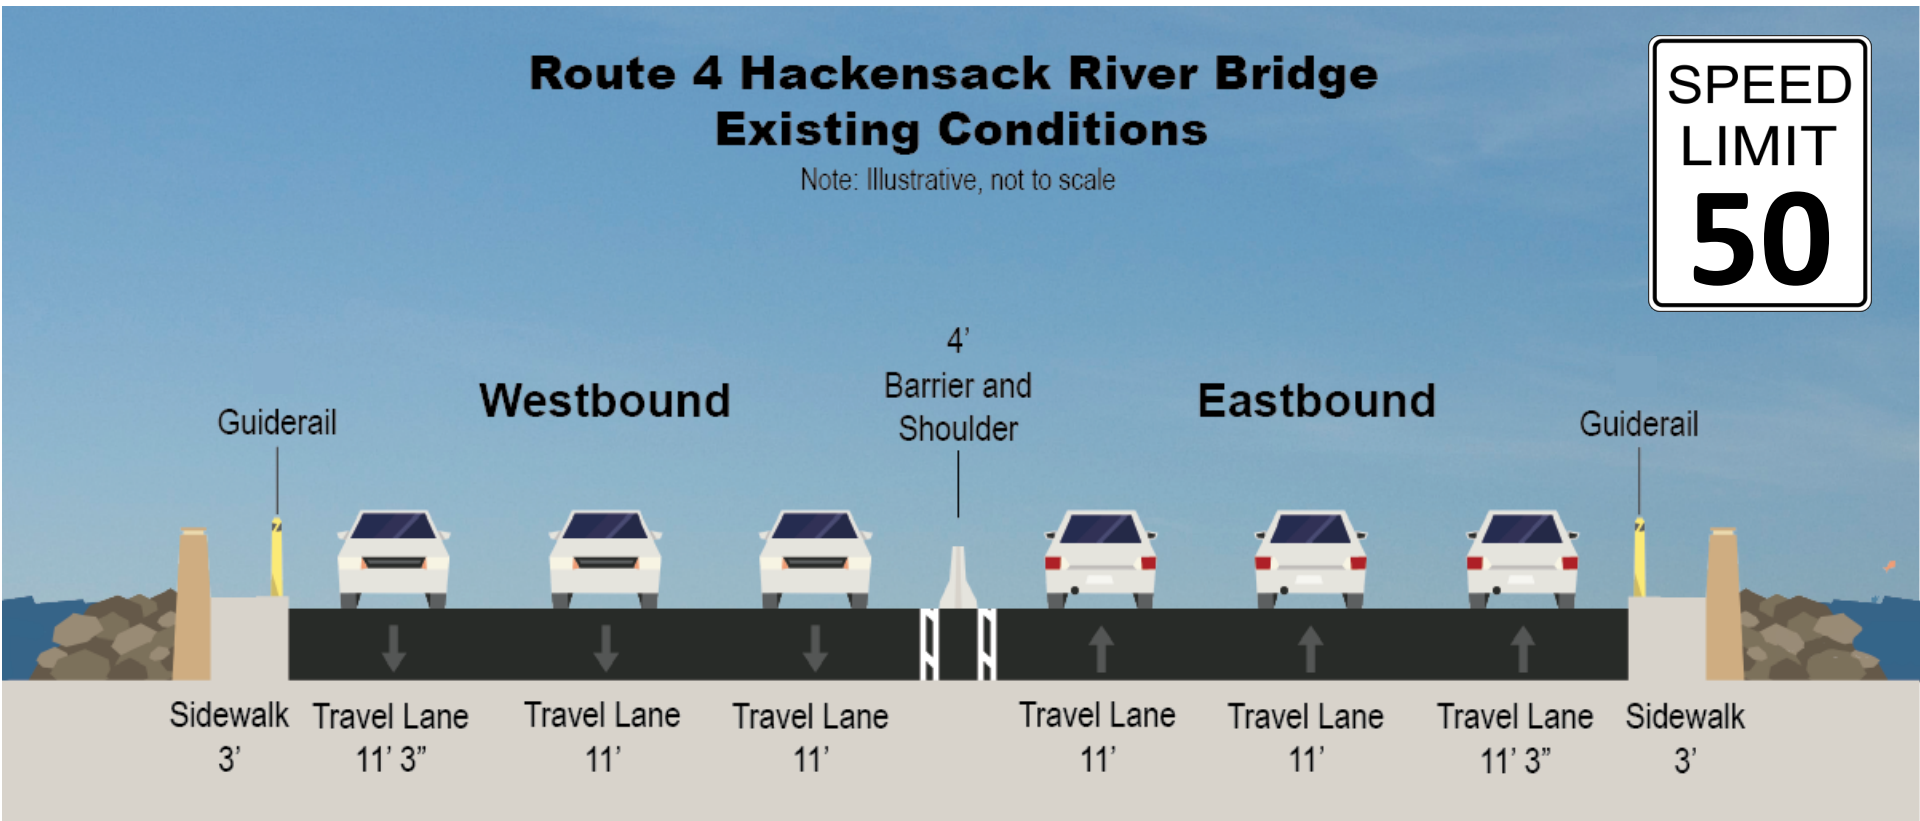 Route 4 Hackensack River Bridge
Existing Conditions
Note: Illustrative, not to scale
SPEED
LIMIT
50
4’
Barrier and
Shoulder
Westbound
Eastbound
Guiderail
Guiderail
Sidewalk
3’
Travel Lane
11’ 3”
Travel Lane
11’
Travel Lane
11’
Travel Lane
11’
Travel Lane
11’
Travel Lane
11’ 3”
Sidewalk
3’